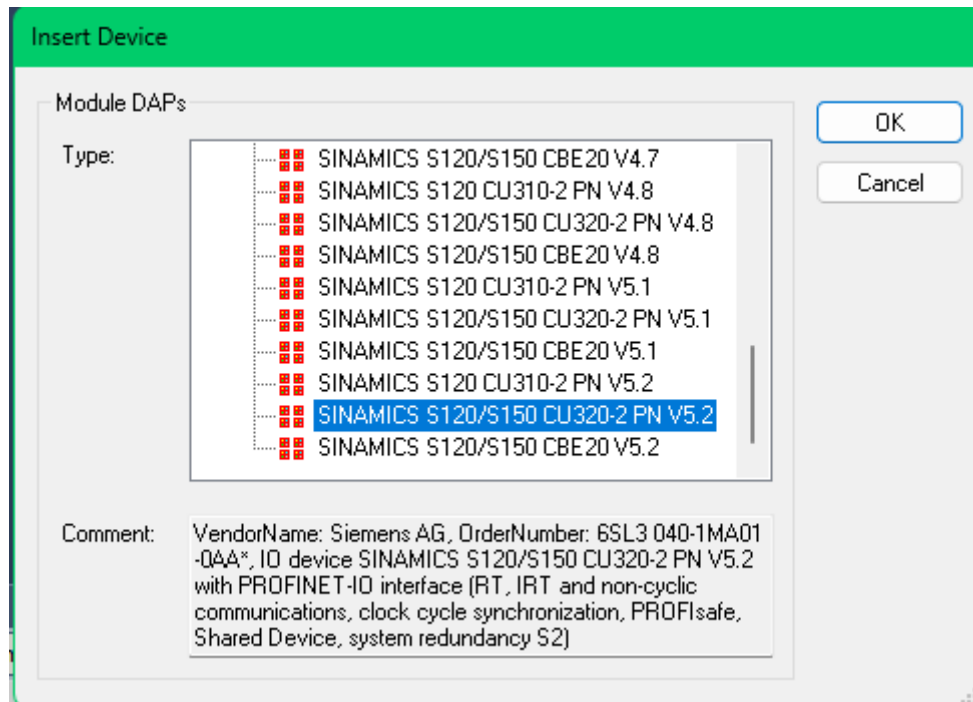 Insert Device
Module DAPs
OK
Type:
SINAMICS S120/S150 CBE20 V4.7
SINAMICS S120 CU310-2 PN V4.8
Cancel
SINAMICS S120/S150 CU320-2 PN V4.8
SINAMICS S120/S150 CBE20 V4.8
SINAMICS S120 CU310-2 PN V5.1
SINAMICS S120/S150 CU320-2 PN V5.1
SINAMICS S120/S150 CBE20 V5.1
SINAMICS S120 CU310-2 PN V5.2
SINAMICS S120/S150 CU320-2 PN V5.2
SINAMICS S120/S150 CBE20 V5.2
Comment:
VendorName: Siemens AG, OrderNumber: 6SL3 040-1MA01
-0AA*, IO device SINAMICS S120/S150 CU320-2 PN V5.2
with PROFINET-IO interface (RT, IRT and non-cyclic
communications, clock cycle synchronization, PROFIsafe,
Shared Device, system redundancy S2)